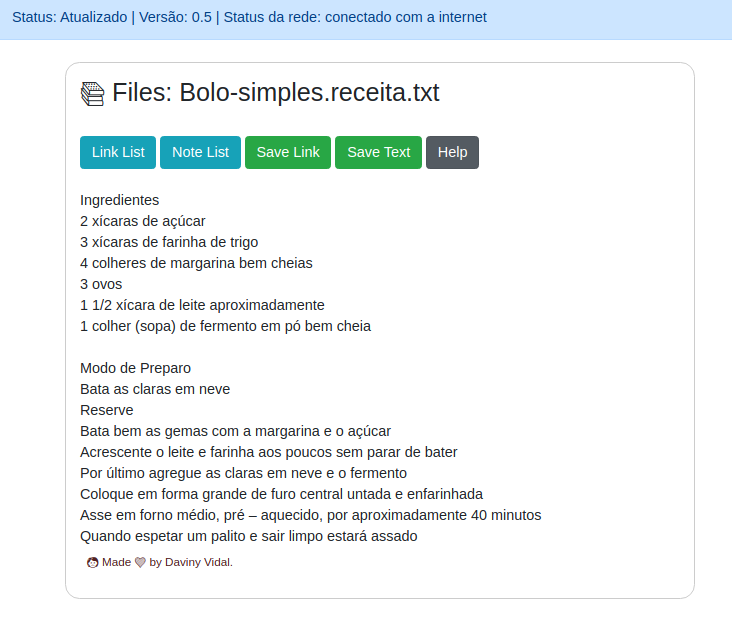 Status: Atualizado | Versão: 0.5 | Status da rede: conectado com a internet
Files: Bolo-simples.receita.txt
Link List Note List Save Link Save Text Help
Ingredientes
2 xícaras de açúcar
3 xícaras de farinha de trigo
4 colheres de margarina bem cheias
3 ovos
1 1/2 xícara de leite aproximadamente
1 colher (sopa) de fermento em pó bem cheia
Modo de Preparo
Bata as claras em neve
Reserve
Bata bem as gemas com a margarina e o açúcar
Acrescente o leite e farinha aos poucos sem parar de bater
Por último agregue as claras em neve e o fermento
Coloque em forma grande de furo central untada e enfarinhada
Asse em forno médio, pré – aquecido, por aproximadamente 40 minutos
Quando espetar um palito e sair limpo estará assado
Made by Daviny Vidal.